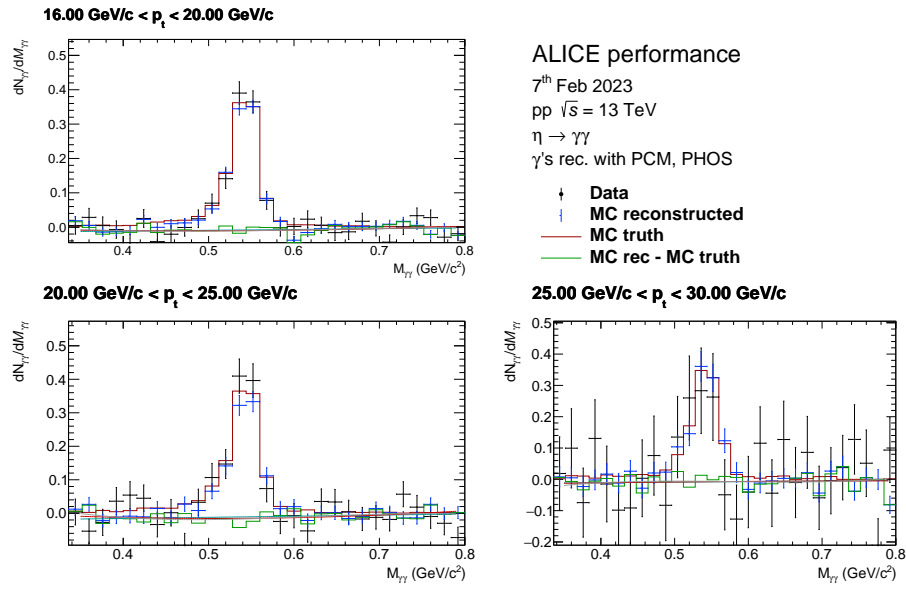 16.00 GeV/c < pₜ < 20.00 GeV/c
dN_γγ/dM_γγ
0.5
0.4
0.3
0.2
0.1
0.0
0.4 0.5 0.6 0.7 0.8
M_γγ (GeV/c²)
ALICE performance
7th Feb 2023
pp √s = 13 TeV
η → γγ
γ's rec. with PCM, PHOS
Data
MC reconstructed
MC truth
MC rec - MC truth
20.00 GeV/c < pₜ < 25.00 GeV/c
dN_γγ/dM_γγ
0.5
0.4
0.3
0.2
0.1
0.0
0.4 0.5 0.6 0.7 0.8
M_γγ (GeV/c²)
25.00 GeV/c < pₜ < 30.00 GeV/c
dN_γγ/dM_γγ
0.5
0.4
0.3
0.2
0.1
0.0
−0.1
−0.2
0.4 0.5 0.6 0.7 0.8
M_γγ (GeV/c²)